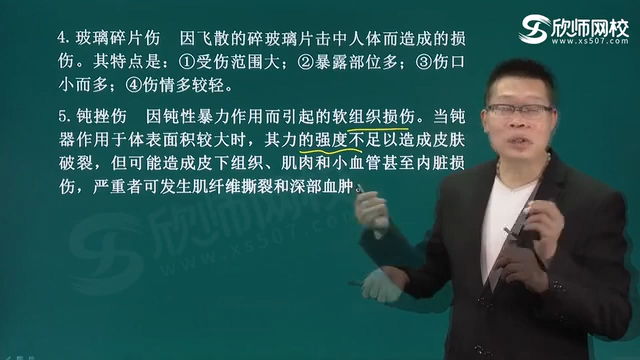 欣师网校
www.xs507.com
4.玻璃碎片伤 因飞散的碎玻璃片击中人体而造成的损
伤。其特点是：①受伤范围大；②暴露部位多；③伤口
小而多；④伤情多较轻。
5.钝挫伤 因钝性暴力作用而引起的软组织损伤。当钝
器作用于体表面积较大时，其力的强度不足以造成皮肤
破裂，但可能造成皮下组织、肌肉和小血管甚至内脏损
伤，严重者可发生肌纤维撕裂和深部血肿。
欣师网校
www.xs507.com